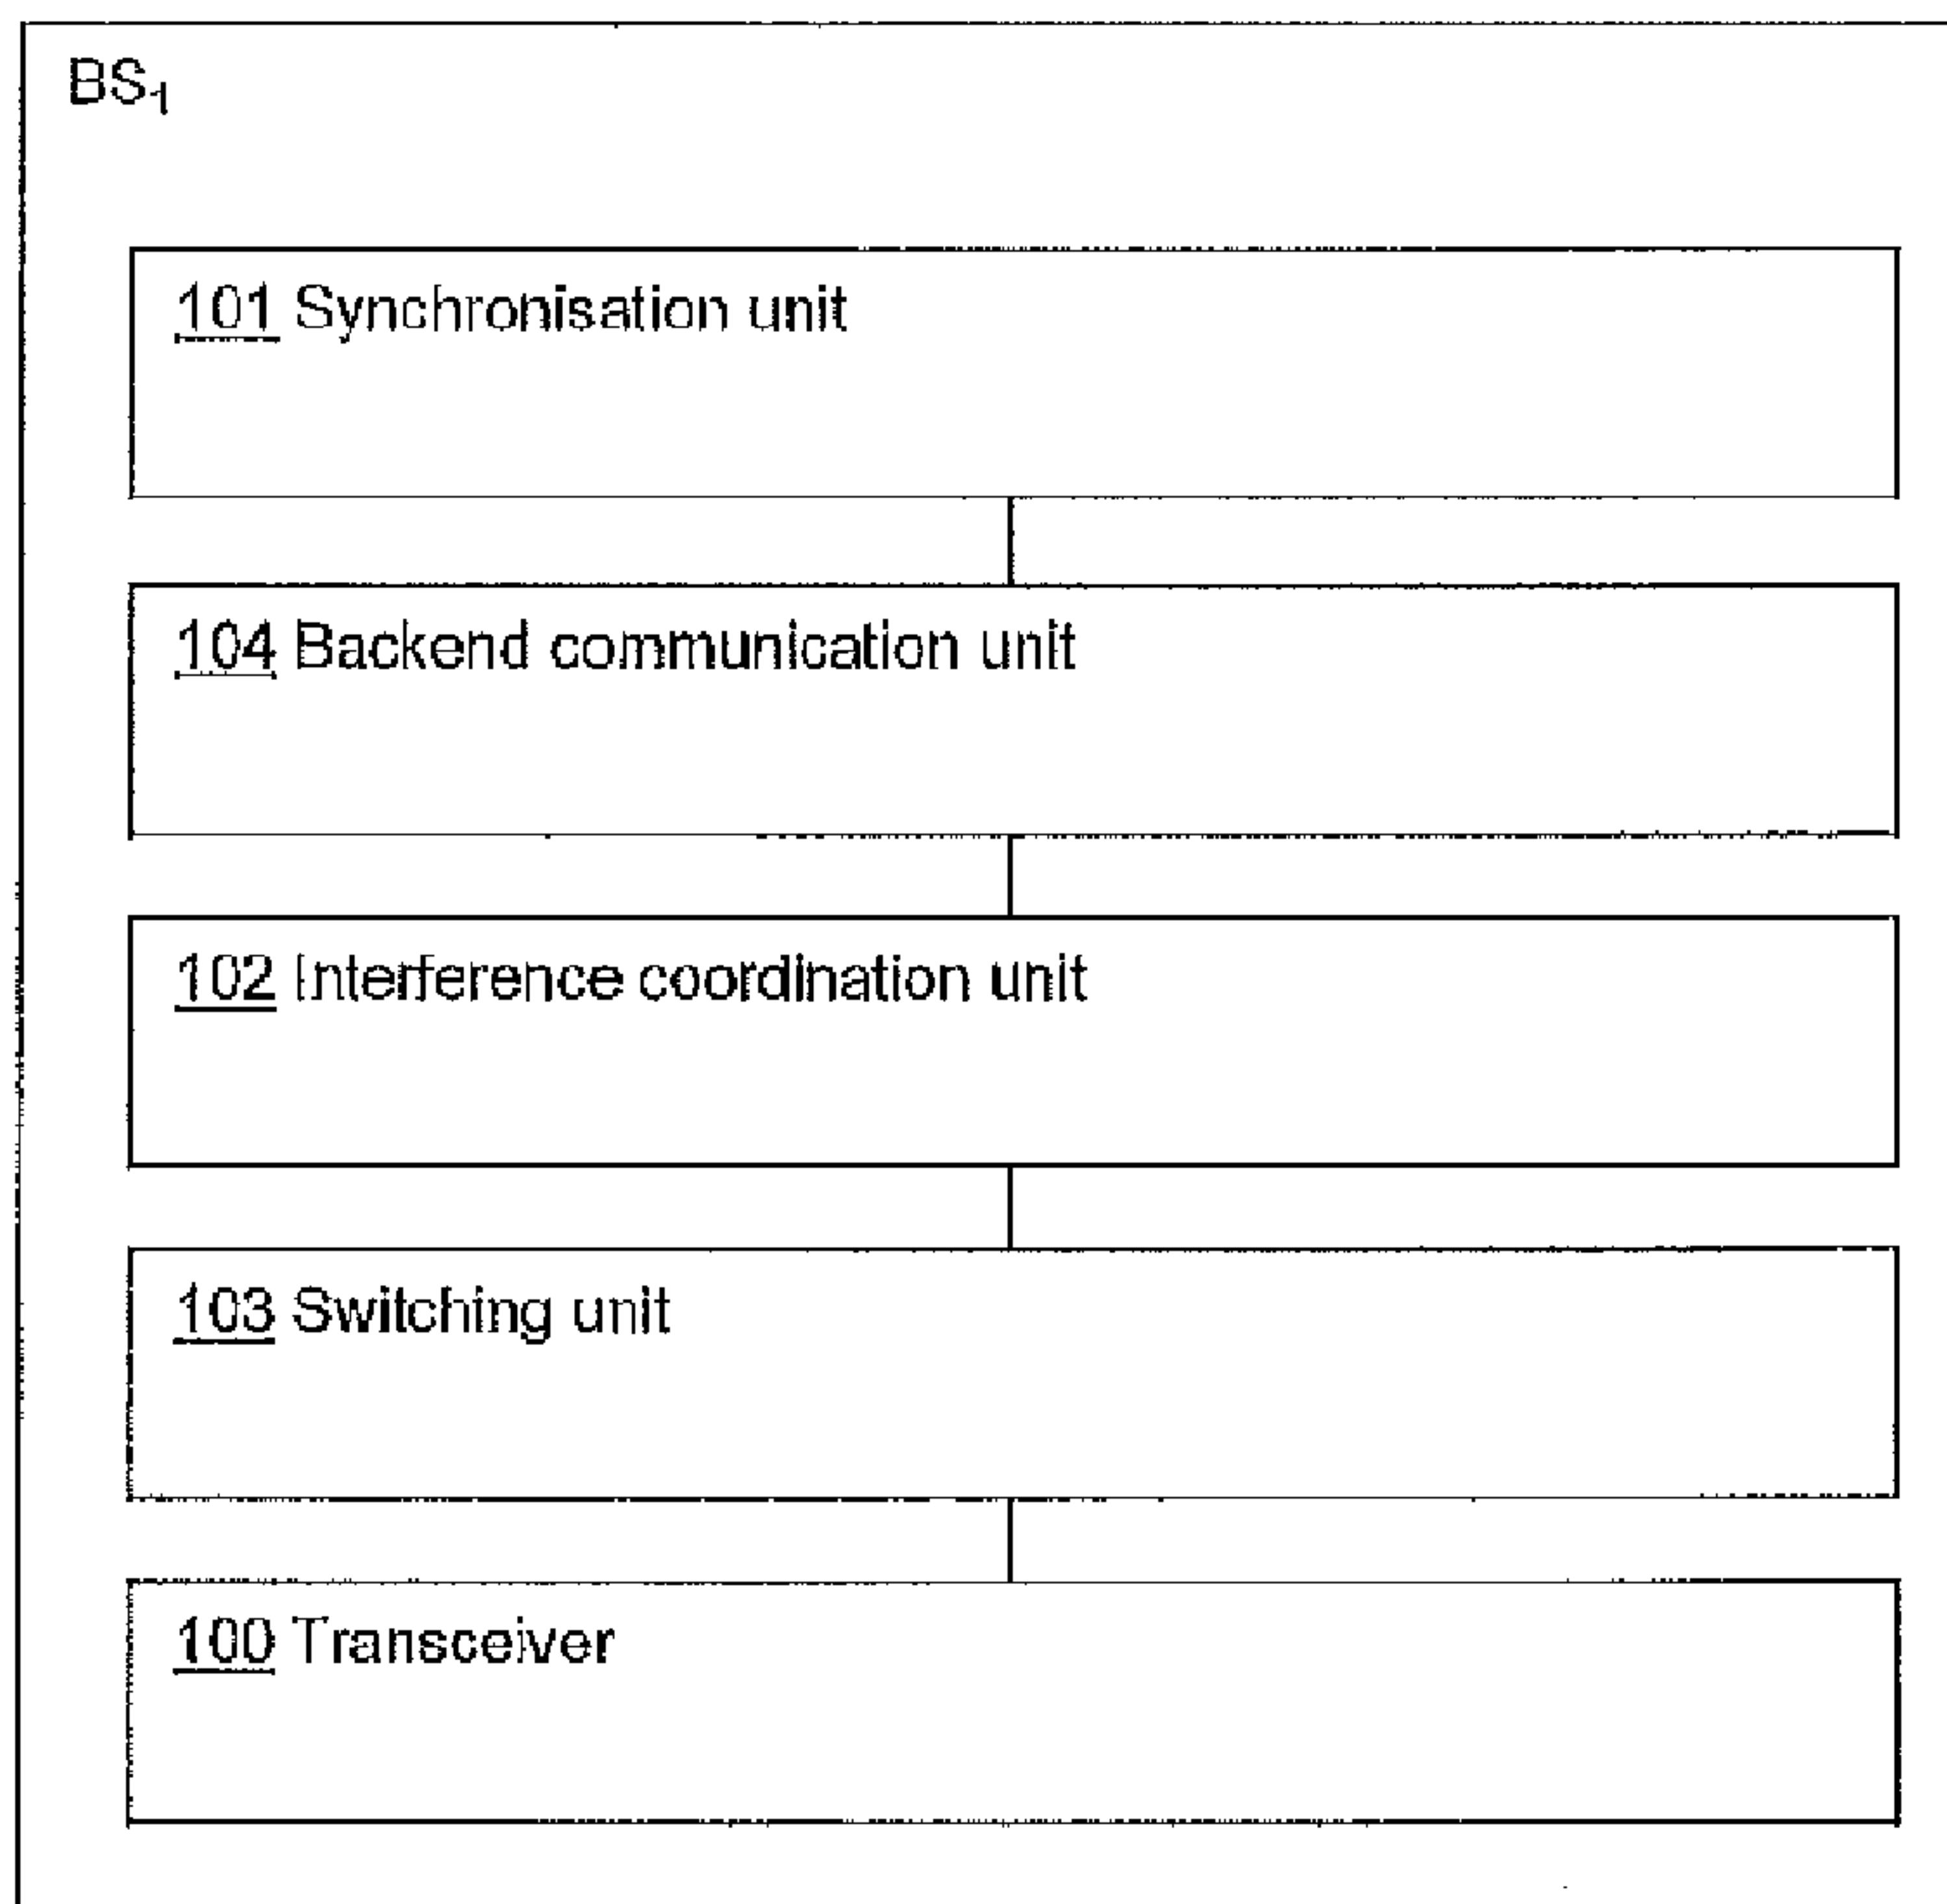 BS1
101 Synchronisation unit
104 Backend communication unit
102 Interference coordination unit
103 Switching unit
100 Transceiver